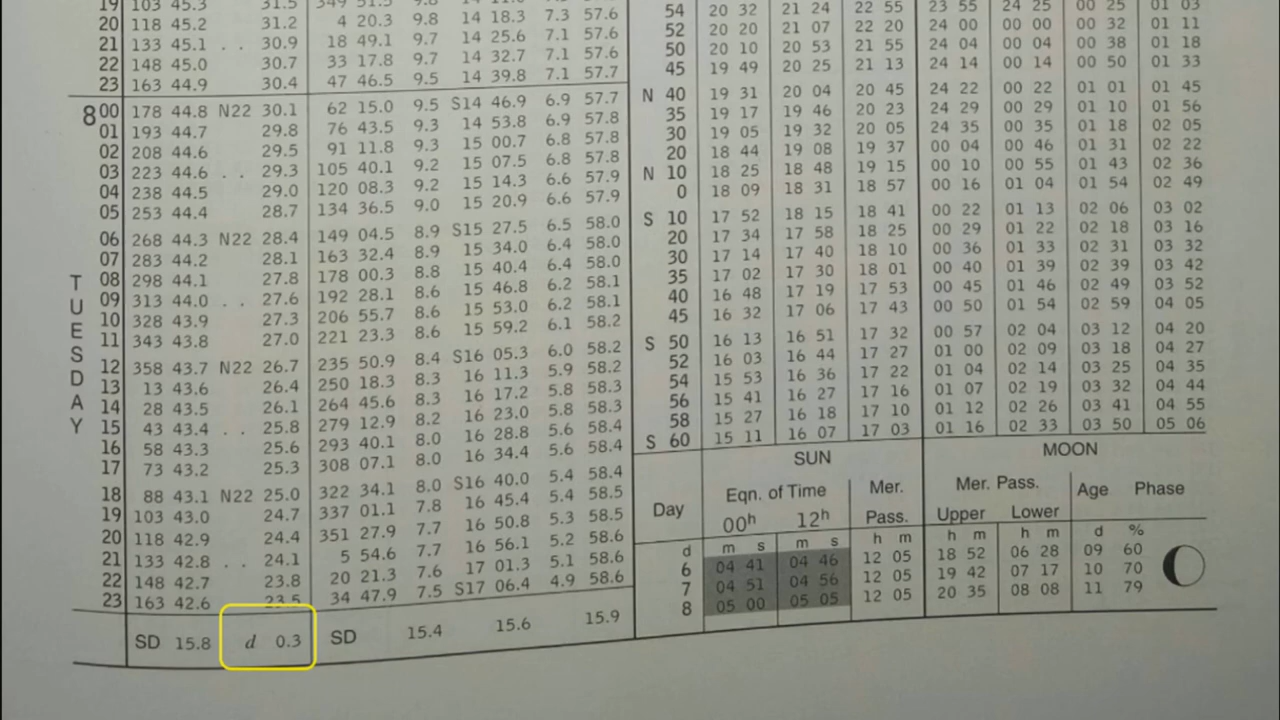 19 103 45.3 31.5 349 51.5
20 118 45.2 31.2 4 20.3 9.8 14 18.3 7.3 57.6
21 133 45.1 . . 30.9 18 49.1 9.7 14 25.6 7.1 57.6
22 148 45.0 30.7 33 17.8 9.7 14 32.7 7.1 57.6
23 163 44.9 30.4 47 46.5 9.5 14 39.8 7.1 57.7
8 00 178 44.8 N22 30.1 62 15.0 9.5 S14 46.9 6.9 57.7
01 193 44.7 29.8 76 43.5 9.3 14 53.8 6.9 57.8
02 208 44.6 29.5 91 11.8 9.3 15 00.7 6.8 57.8
03 223 44.6 . . 29.3 105 40.1 9.2 15 07.5 6.8 57.8
04 238 44.5 29.0 120 08.3 9.2 15 14.3 6.6 57.9
05 253 44.4 28.7 134 36.5 9.0 15 20.9 6.6 57.9
06 268 44.3 N22 28.4 149 04.5 8.9 S15 27.5 6.5 58.0
07 283 44.2 28.1 163 32.4 8.9 15 34.0 6.4 58.0
08 298 44.1 27.8 178 00.3 8.8 15 40.4 6.4 58.0
09 313 44.0 . . 27.6 192 28.1 8.6 15 46.8 6.2 58.1
10 328 43.9 27.3 206 55.7 8.6 15 53.0 6.2 58.1
11 343 43.8 27.0 221 23.3 8.6 15 59.2 6.1 58.2
12 358 43.7 N22 26.7 235 50.9 8.4 S16 05.3 6.0 58.2
13 13 43.6 26.4 250 18.3 8.3 16 11.3 5.9 58.2
14 28 43.5 26.1 264 45.6 8.3 16 17.2 5.8 58.3
15 43 43.4 . . 25.8 279 12.9 8.2 16 23.0 5.8 58.3
16 58 43.3 25.6 293 40.1 8.0 16 28.8 5.6 58.4
17 73 43.2 25.3 308 07.1 8.0 16 34.4 5.6 58.4
18 88 43.1 N22 25.0 322 34.1 8.0 S16 40.0 5.4 58.4
19 103 43.0 24.7 337 01.1 7.8 16 45.4 5.4 58.5
20 118 42.9 24.4 351 27.9 7.7 16 50.8 5.3 58.5
21 133 42.8 . . 24.1 5 54.6 7.7 16 56.1 5.2 58.6
22 148 42.7 23.8 20 21.3 7.6 17 01.3 5.1 58.6
23 163 42.6 23.5 34 47.9 7.5 S17 06.4 4.9 58.6
TUESDAY
SD 15.8 d 0.3 SD 15.4 15.6 15.9
54 20 32 21 24 22 55 23 55 24 25 00 25 01 03
52 20 20 21 07 22 20 24 00 00 00 00 32 01 11
50 20 10 20 53 21 55 24 04 00 04 00 38 01 18
45 19 49 20 25 21 13 24 14 00 14 00 50 01 33
N 40 19 31 20 04 20 45 24 22 00 22 01 01 01 45
35 19 17 19 46 20 23 24 29 00 29 01 10 01 56
30 19 05 19 32 20 05 24 35 00 35 01 18 02 05
20 18 44 19 08 19 37 00 04 00 46 01 31 02 22
N 10 18 25 18 48 19 15 00 10 00 55 01 43 02 36
0 18 09 18 31 18 57 00 16 01 04 01 54 02 49
S 10 17 52 18 15 18 41 00 22 01 13 02 06 03 02
20 17 34 17 58 18 25 00 29 01 22 02 18 03 16
30 17 14 17 40 18 10 00 36 01 33 02 31 03 32
35 17 02 17 30 18 01 00 40 01 39 02 39 03 42
40 16 48 17 19 17 53 00 45 01 46 02 49 03 52
45 16 32 17 06 17 43 00 50 01 54 02 59 04 05
S 50 16 13 16 51 17 32 00 57 02 04 03 12 04 20
52 16 03 16 44 17 27 01 00 02 09 03 18 04 27
54 15 53 16 36 17 22 01 04 02 14 03 25 04 35
56 15 41 16 27 17 16 01 07 02 19 03 32 04 44
58 15 27 16 18 17 10 01 12 02 26 03 41 04 55
S 60 15 11 16 07 17 03 01 16 02 33 03 50 05 06
SUN MOON
Day Eqn. of Time Mer. Pass. Mer. Pass. Age Phase
00h 12h Upper Lower
d m s m s h m h m h m d %
6 04 41 04 46 12 05 18 52 06 28 09 60
7 04 51 04 56 12 05 19 42 07 17 10 70
8 05 00 05 05 12 05 20 35 08 08 11 79